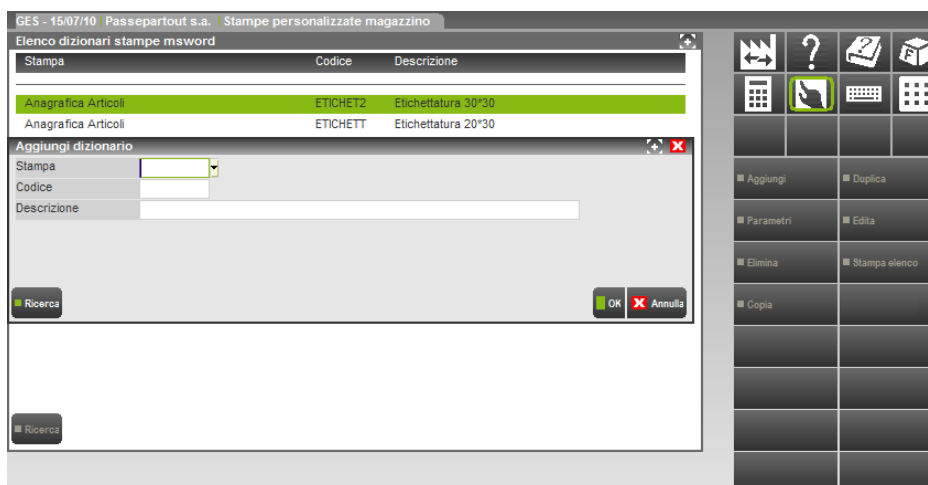 GES - 15/07/10 Passepartout s.a. Stampe personalizzate magazzino
Elenco dizionari stampe msword
Stampa Codice Descrizione
Anagrafica Articoli ETICHET2 Etichettatura 30*30
Anagrafica Articoli ETICHETT Etichettatura 20*30
Aggiungi dizionario
Stampa
Codice
Descrizione
Ricerca OK Annulla
Ricerca
?
F
Aggiungi Duplica
Parametri Edita
Elimina Stampa elenco
Copia